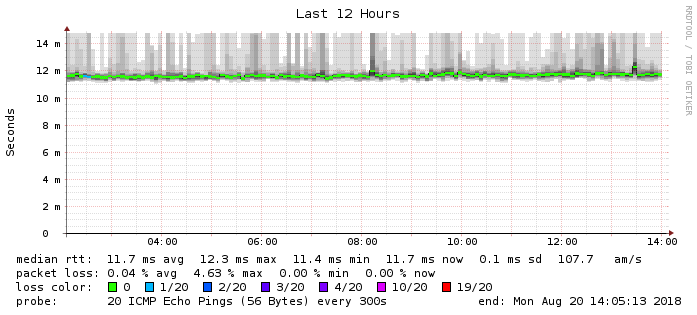 Last 12 Hours
RRDTOOL / TOBI OETIKER
Seconds
14 m
12 m
10 m
8 m
6 m
4 m
2 m
0
04:00 06:00 08:00 10:00 12:00 14:00
median rtt: 11.7 ms avg 12.3 ms max 11.4 ms min 11.7 ms now 0.1 ms sd 107.7 am/s
packet loss: 0.04 % avg 4.63 % max 0.00 % min 0.00 % now
loss color: 0 1/20 2/20 3/20 4/20 10/20 19/20
probe: 20 ICMP Echo Pings (56 Bytes) every 300s end: Mon Aug 20 14:05:13 2018